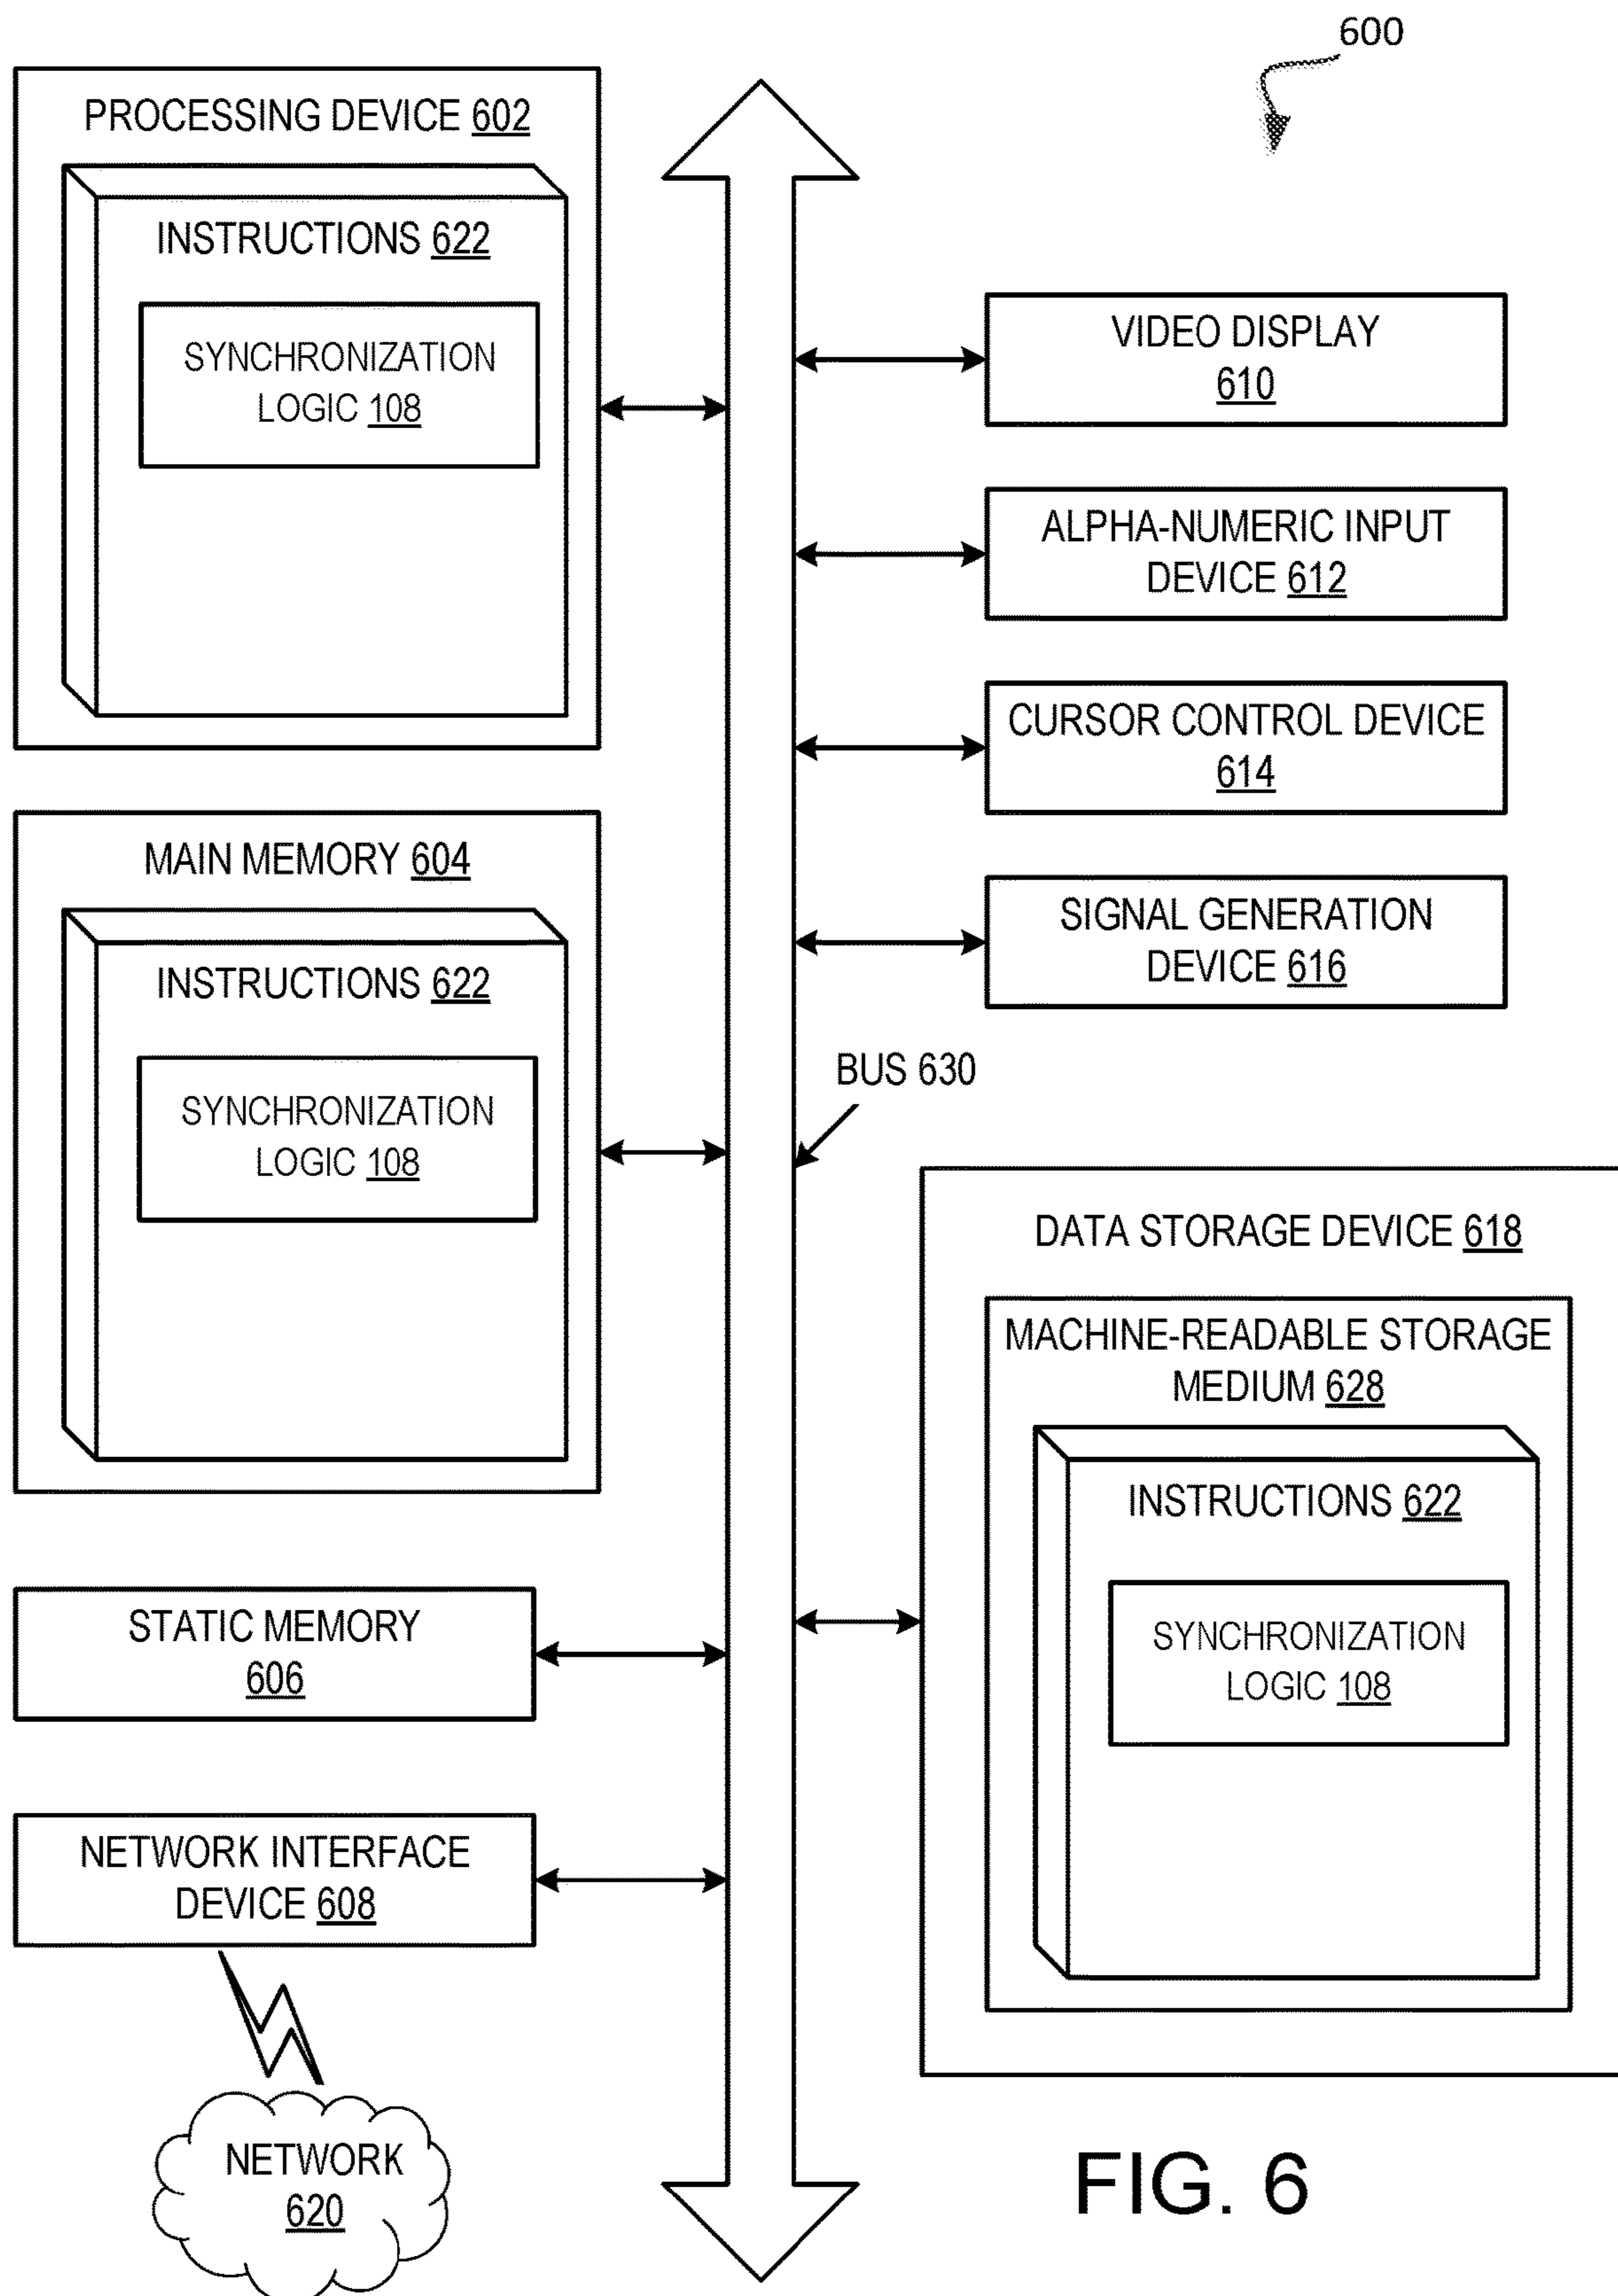 600
PROCESSING DEVICE 602
INSTRUCTIONS 622
SYNCHRONIZATION
LOGIC 108
MAIN MEMORY 604
INSTRUCTIONS 622
SYNCHRONIZATION
LOGIC 108
STATIC MEMORY
606
NETWORK INTERFACE
DEVICE 608
NETWORK
620
VIDEO DISPLAY
610
ALPHA-NUMERIC INPUT
DEVICE 612
CURSOR CONTROL DEVICE
614
SIGNAL GENERATION
DEVICE 616
BUS 630
DATA STORAGE DEVICE 618
MACHINE-READABLE STORAGE
MEDIUM 628
INSTRUCTIONS 622
SYNCHRONIZATION
LOGIC 108
FIG. 6